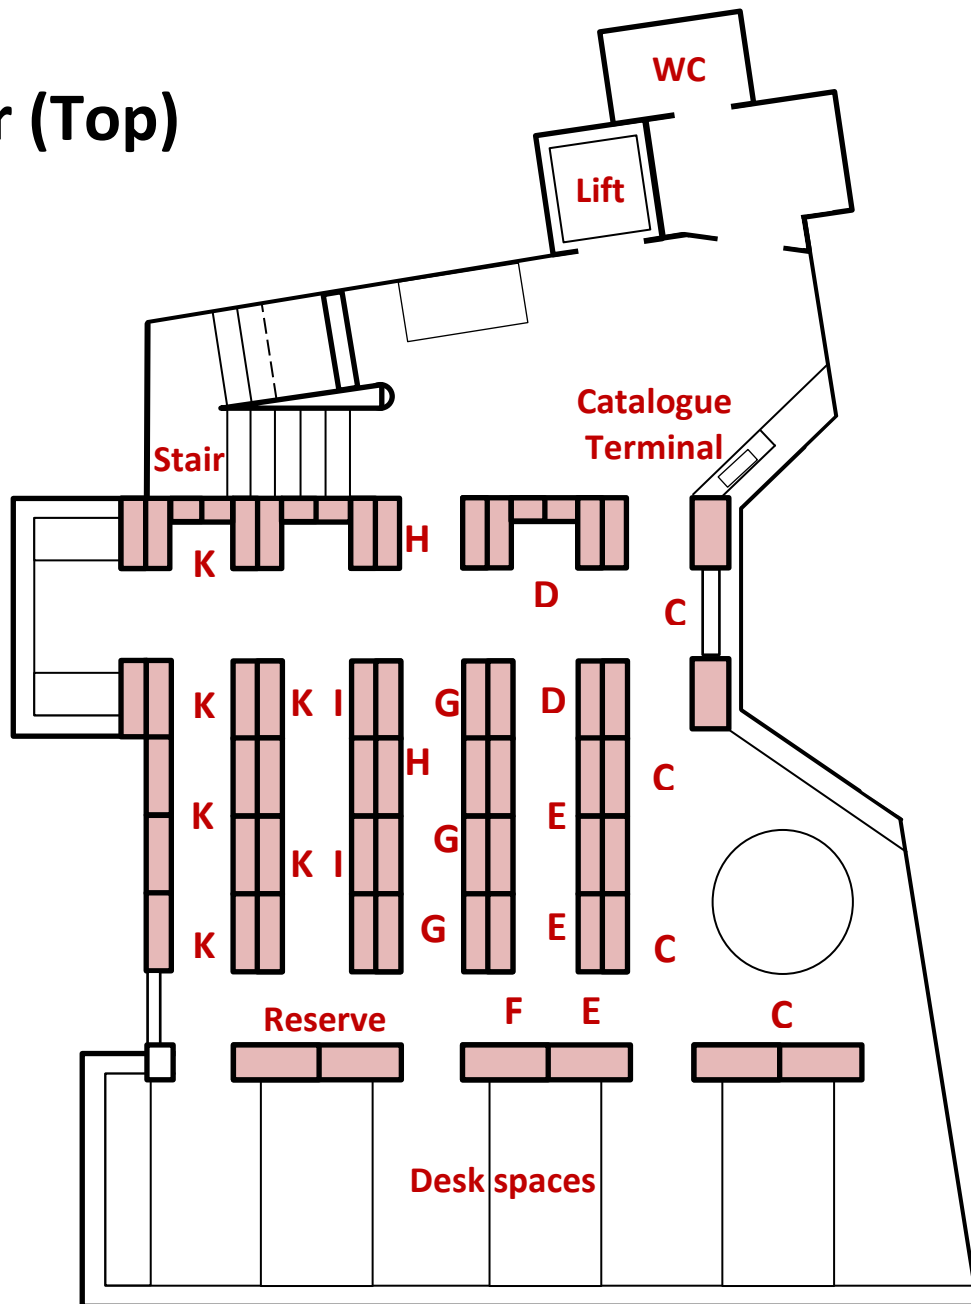 WC
r (Top)
Lift
Catalogue
Terminal
Stair
H
K
D
C
K
K I
G
D
H
C
K
E
G
K I
G
E
K
C
F E
C
Reserve
Desk spaces